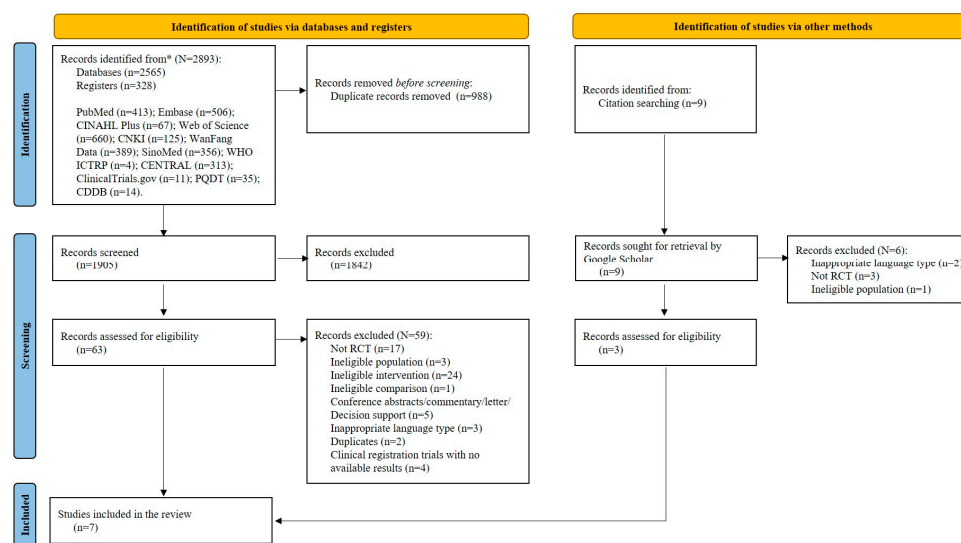 Identification of studies via databases and registers
Identification of studies via other methods
Identification
Records identified from* (N=2893):
Databases (n=2565)
Registers (n=328)
PubMed (n=413); Embase (n=506);
CINAHL Plus (n=67); Web of Science
(n=660); CNKI (n=125); WanFang
Data (n=389); SinoMed (n=356); WHO
ICTRP (n=4); CENTRAL (n=313);
ClinicalTrials.gov (n=11); PQDT (n=35);
CDDB (n=14).
Records removed before screening:
Duplicate records removed (n=988)
Records identified from:
Citation searching (n=9)
Screening
Records screened
(n=1905)
Records excluded
(n=1842)
Records sought for retrieval by
Google Scholar
(n=9)
Records excluded (N=6):
Inappropriate language type (n=2)
Not RCT (n=3)
Ineligible population (n=1)
Records assessed for eligibility
(n=63)
Records excluded (N=59):
Not RCT (n=17)
Ineligible population (n=3)
Ineligible intervention (n=24)
Ineligible comparison (n=1)
Conference abstracts/commentary/letter/
Decision support (n=5)
Inappropriate language type (n=3)
Duplicates (n=2)
Clinical registration trials with no
available results (n=4)
Records assessed for eligibility
(n=3)
Included
Studies included in the review
(n=7)